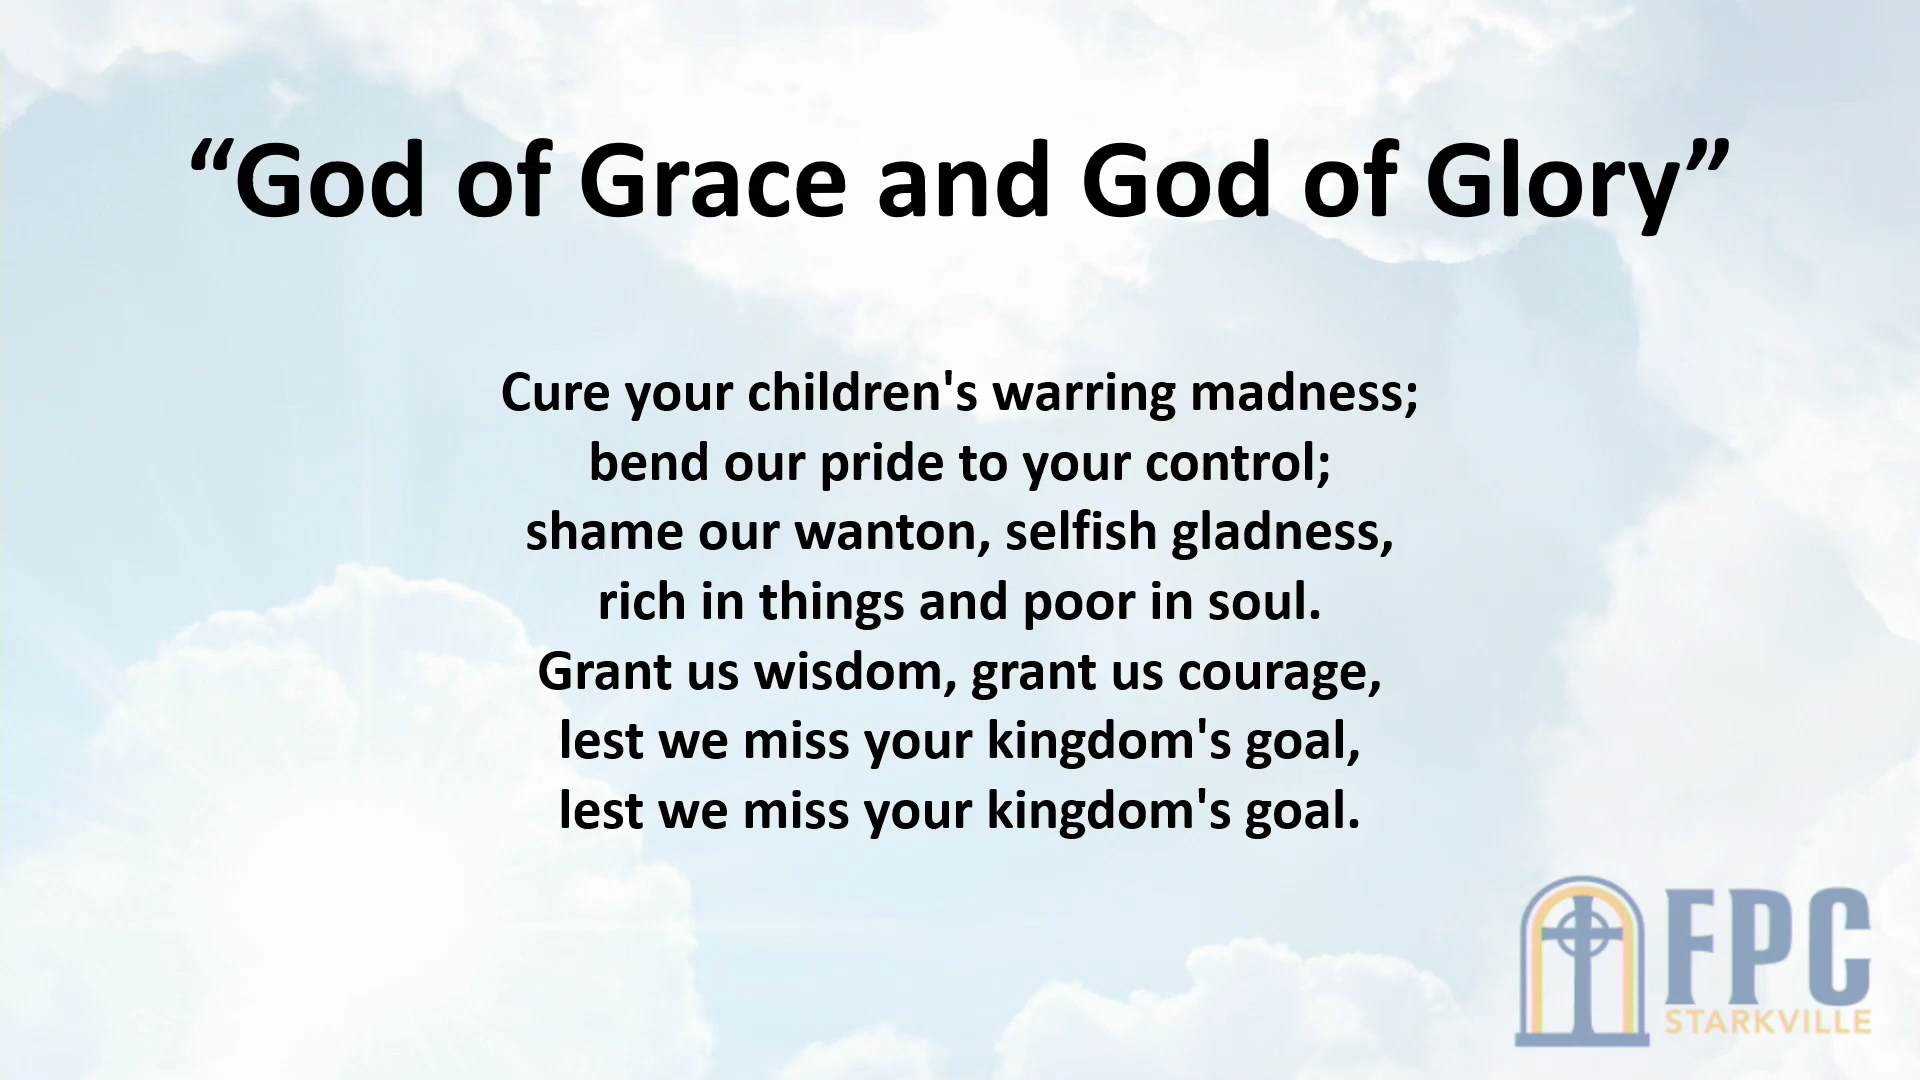 “God of Grace and God of Glory”
Cure your children's warring madness;
bend our pride to your control;
shame our wanton, selfish gladness,
rich in things and poor in soul.
Grant us wisdom, grant us courage,
lest we miss your kingdom's goal,
lest we miss your kingdom's goal.
FPC
STARKVILLE